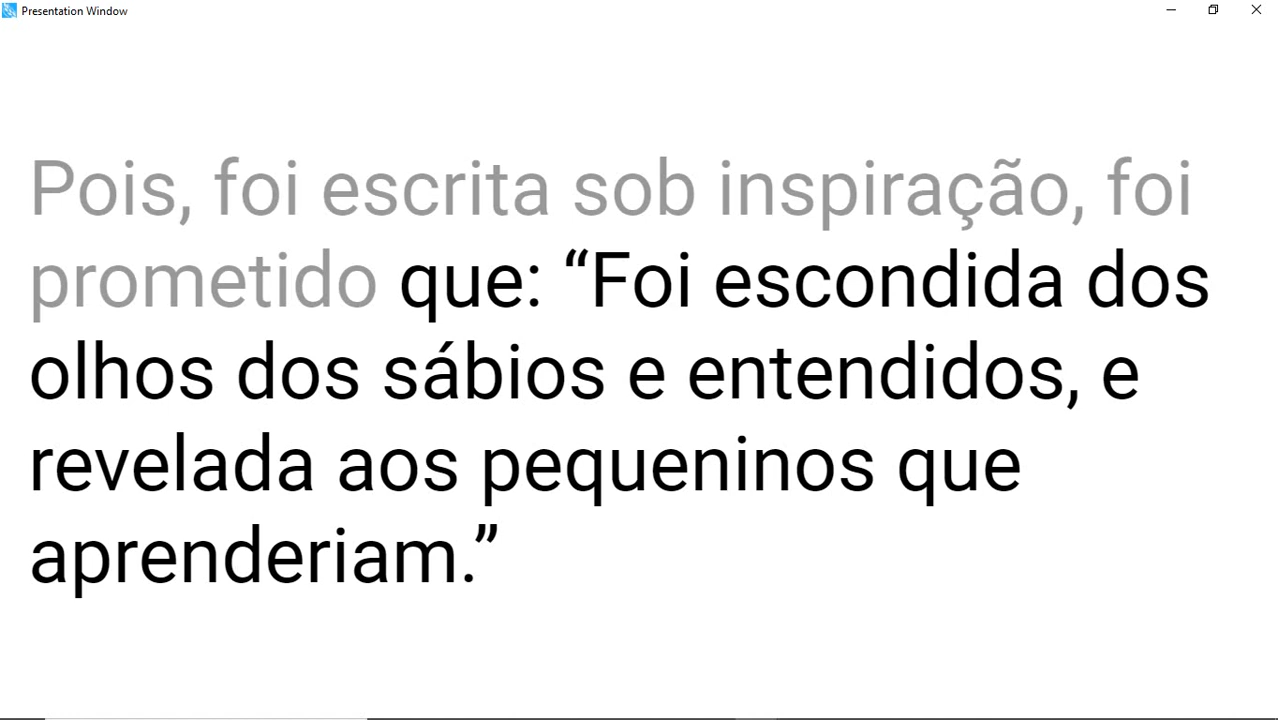 Presentation Window
Pois, foi escrita sob inspiração, foi
prometido que: “Foi escondida dos
olhos dos sábios e entendidos, e
revelada aos pequeninos que
aprenderiam.”